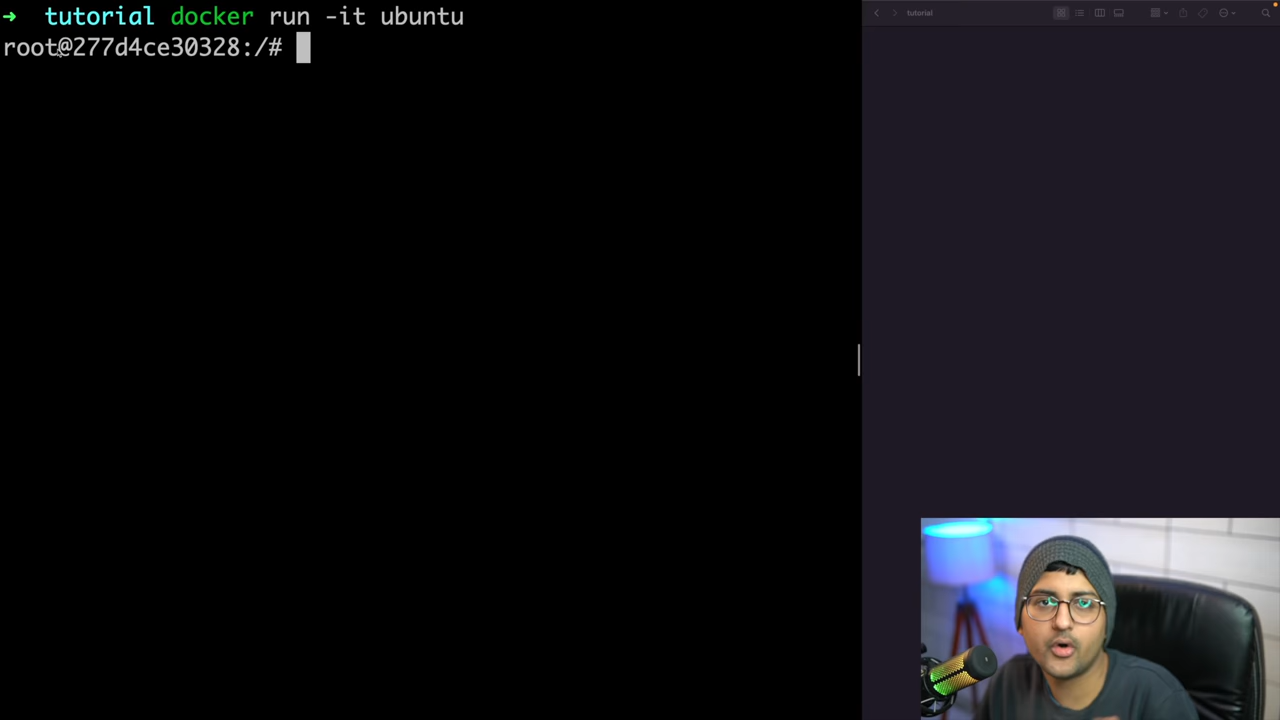 ➜ tutorial docker run -it ubuntu
root@277d4ce30328:/#
tutorial